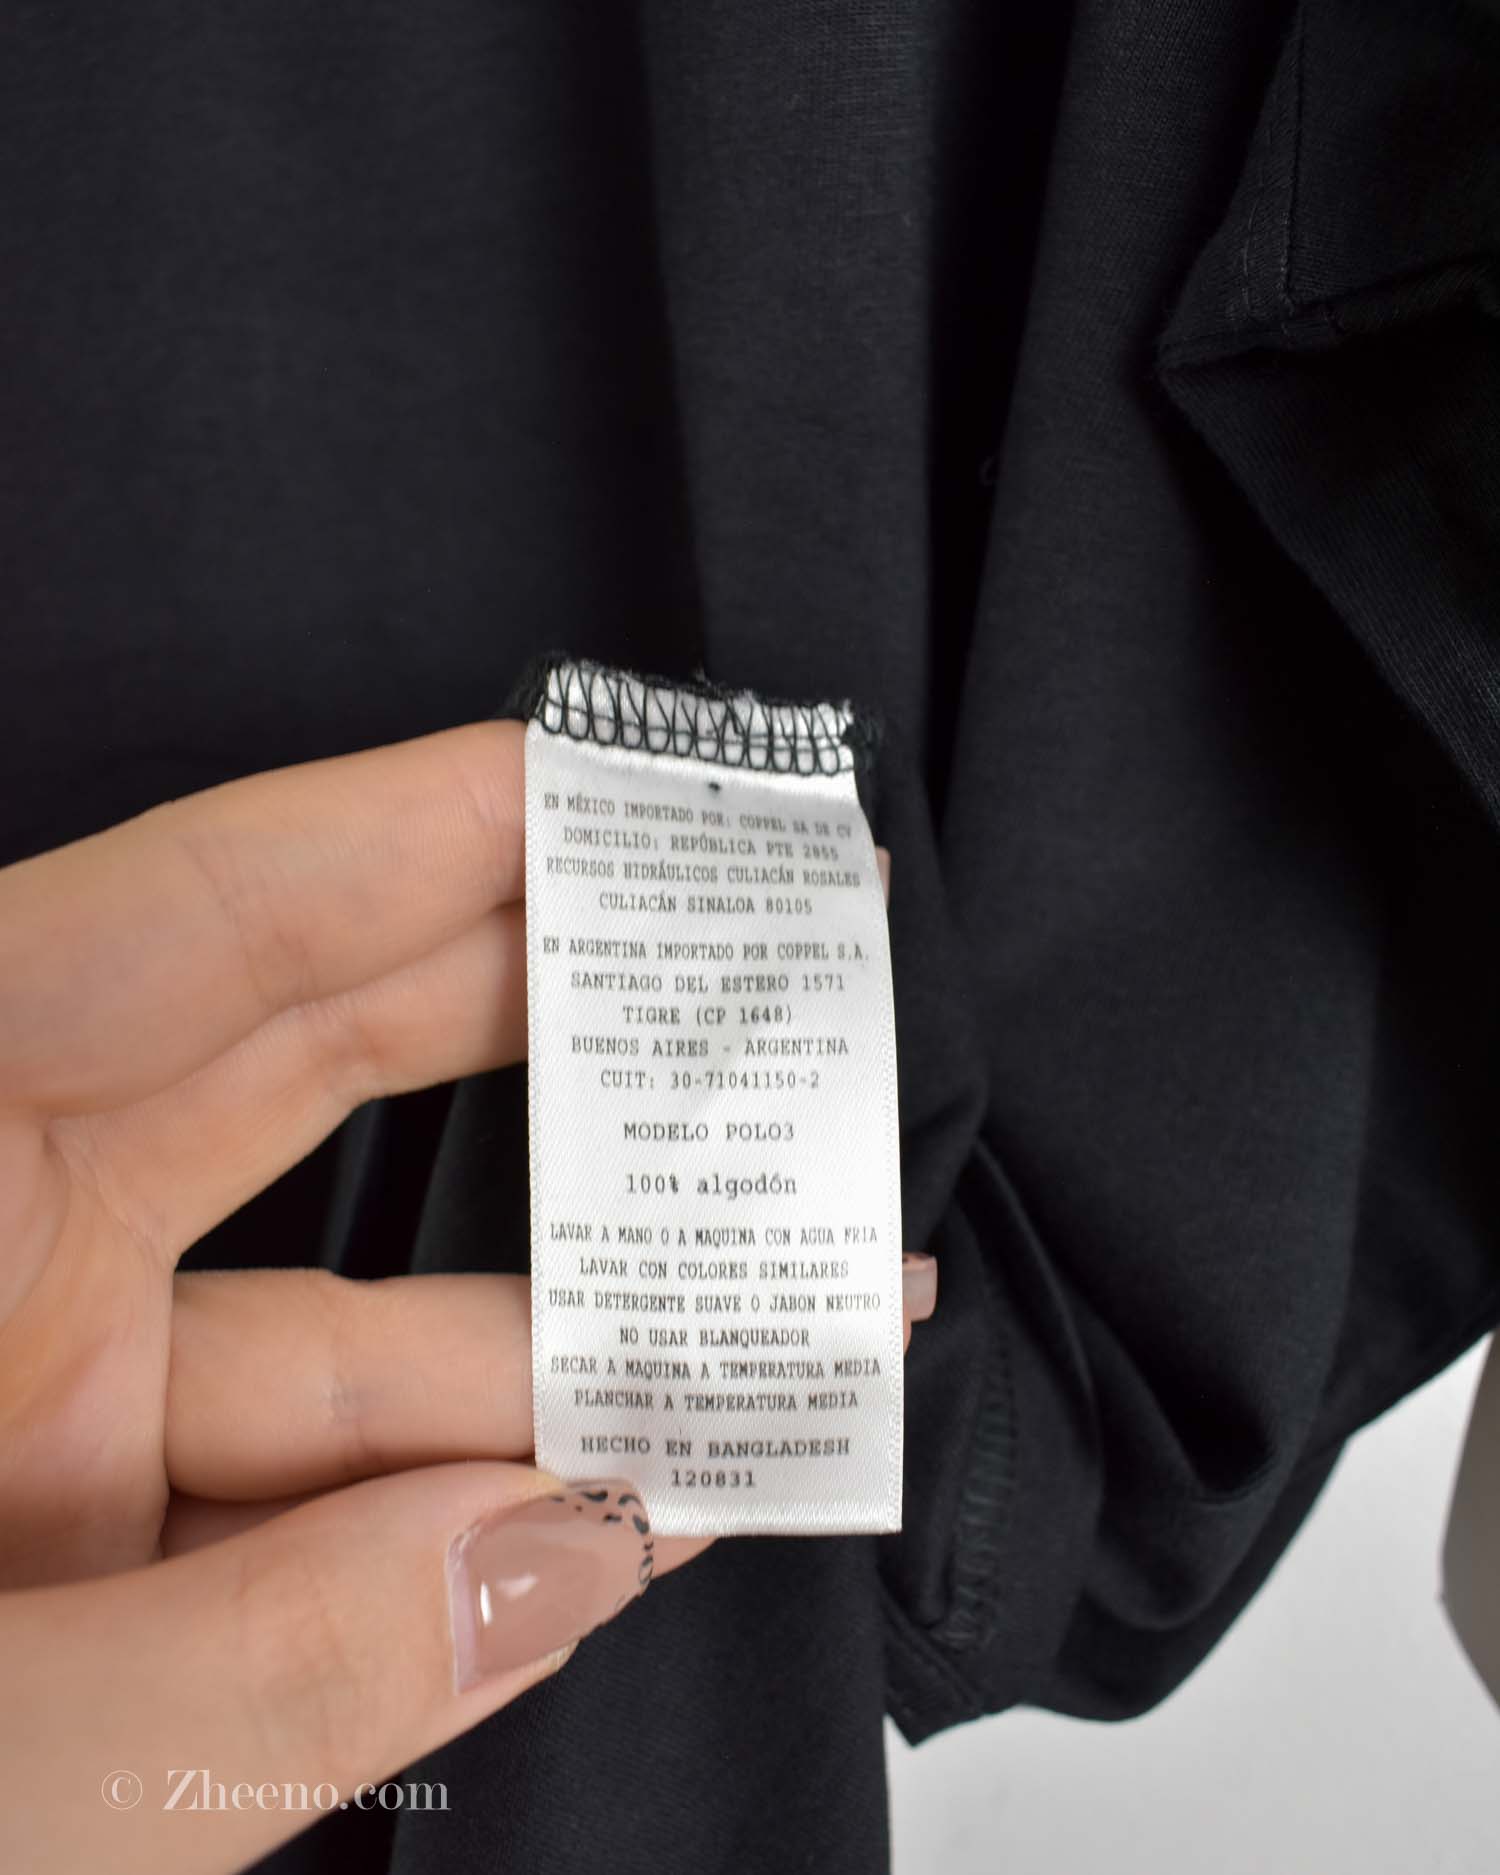 EN MÉXICO IMPORTADO POR: COPPEL SA DE CV
DOMICILIO: REPÚBLICA PTE 2855
RECURSOS HIDRÁULICOS CULIACÁN ROSALES
CULIACÁN SINALOA 80105
EN ARGENTINA IMPORTADO POR COPPEL S.A.
SANTIAGO DEL ESTERO 1571
TIGRE (CP 1648)
BUENOS AIRES - ARGENTINA
CUIT: 30-71041150-2
MODELO POLO3
100% algodón
LAVAR A MANO O A MAQUINA CON AGUA FRIA
LAVAR CON COLORES SIMILARES
USAR DETERGENTE SUAVE O JABON NEUTRO
NO USAR BLANQUEADOR
SECAR A MAQUINA A TEMPERATURA MEDIA
PLANCHAR A TEMPERATURA MEDIA
HECHO EN BANGLADESH
120831
© Zheeno.com